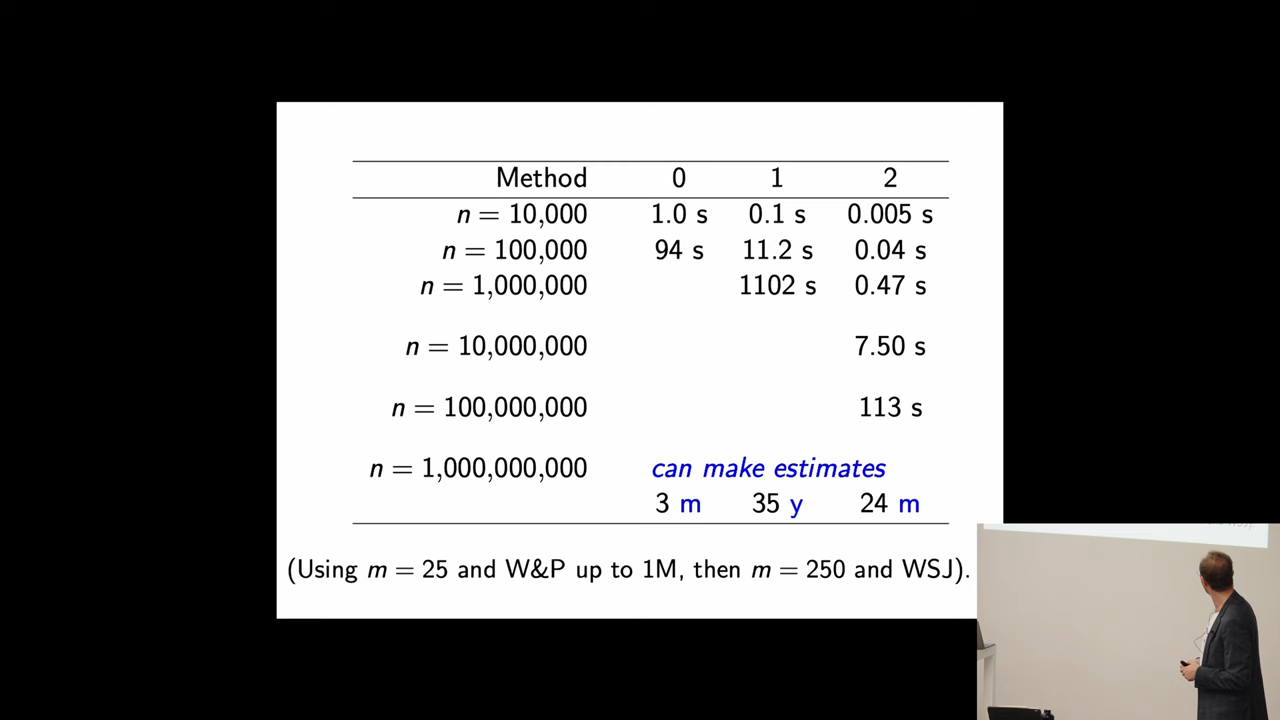 Method 0 1 2
n = 10,000 1.0 s 0.1 s 0.005 s
n = 100,000 94 s 11.2 s 0.04 s
n = 1,000,000 1102 s 0.47 s
n = 10,000,000 7.50 s
n = 100,000,000 113 s
n = 1,000,000,000 can make estimates
3 m 35 y 24 m
(Using m = 25 and W&P up to 1M, then m = 250 and WSJ).